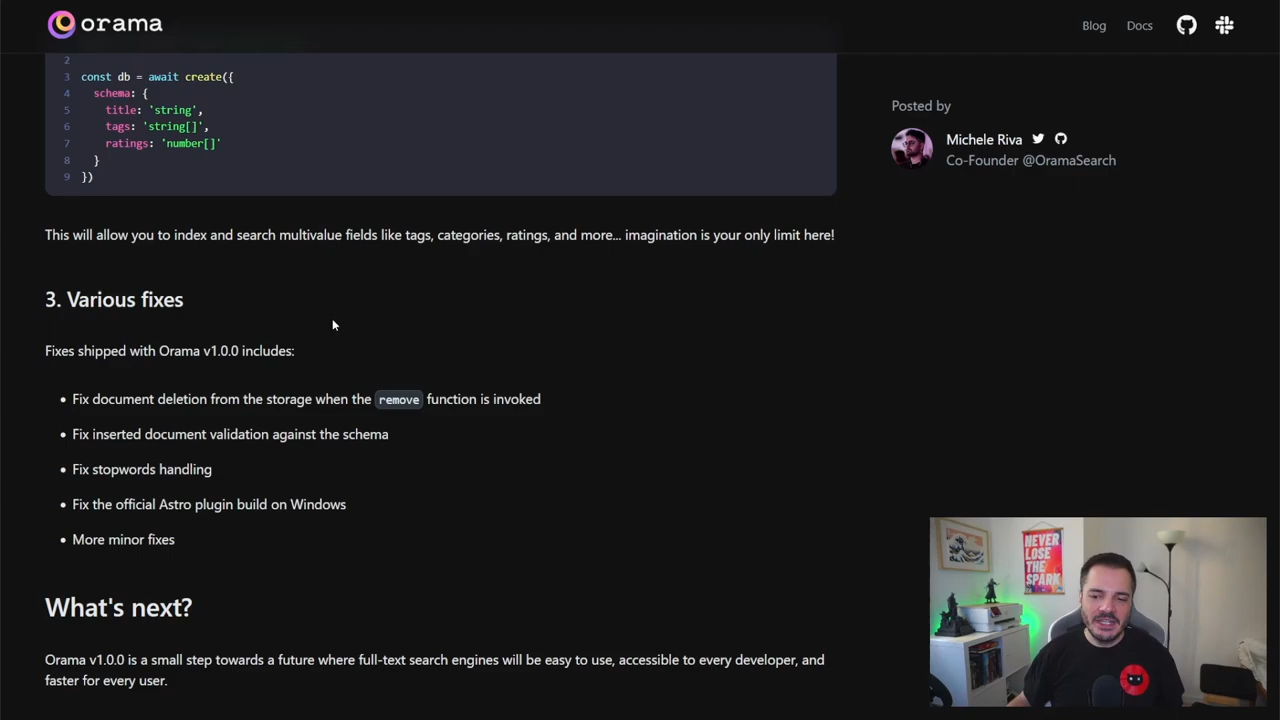 orama
Blog
Docs
2
3 const db = await create({
4 schema: {
5 title: 'string',
6 tags: 'string[]',
7 ratings: 'number[]'
8 }
9 })
Posted by
Michele Riva
Co-Founder @OramaSearch
This will allow you to index and search multivalue fields like tags, categories, ratings, and more... imagination is your only limit here!
3. Various fixes
Fixes shipped with Orama v1.0.0 includes:
• Fix document deletion from the storage when the remove function is invoked
• Fix inserted document validation against the schema
• Fix stopwords handling
• Fix the official Astro plugin build on Windows
• More minor fixes
What's next?
Orama v1.0.0 is a small step towards a future where full-text search engines will be easy to use, accessible to every developer, and
faster for every user.
NEVER
LOSE
THE
SPARK